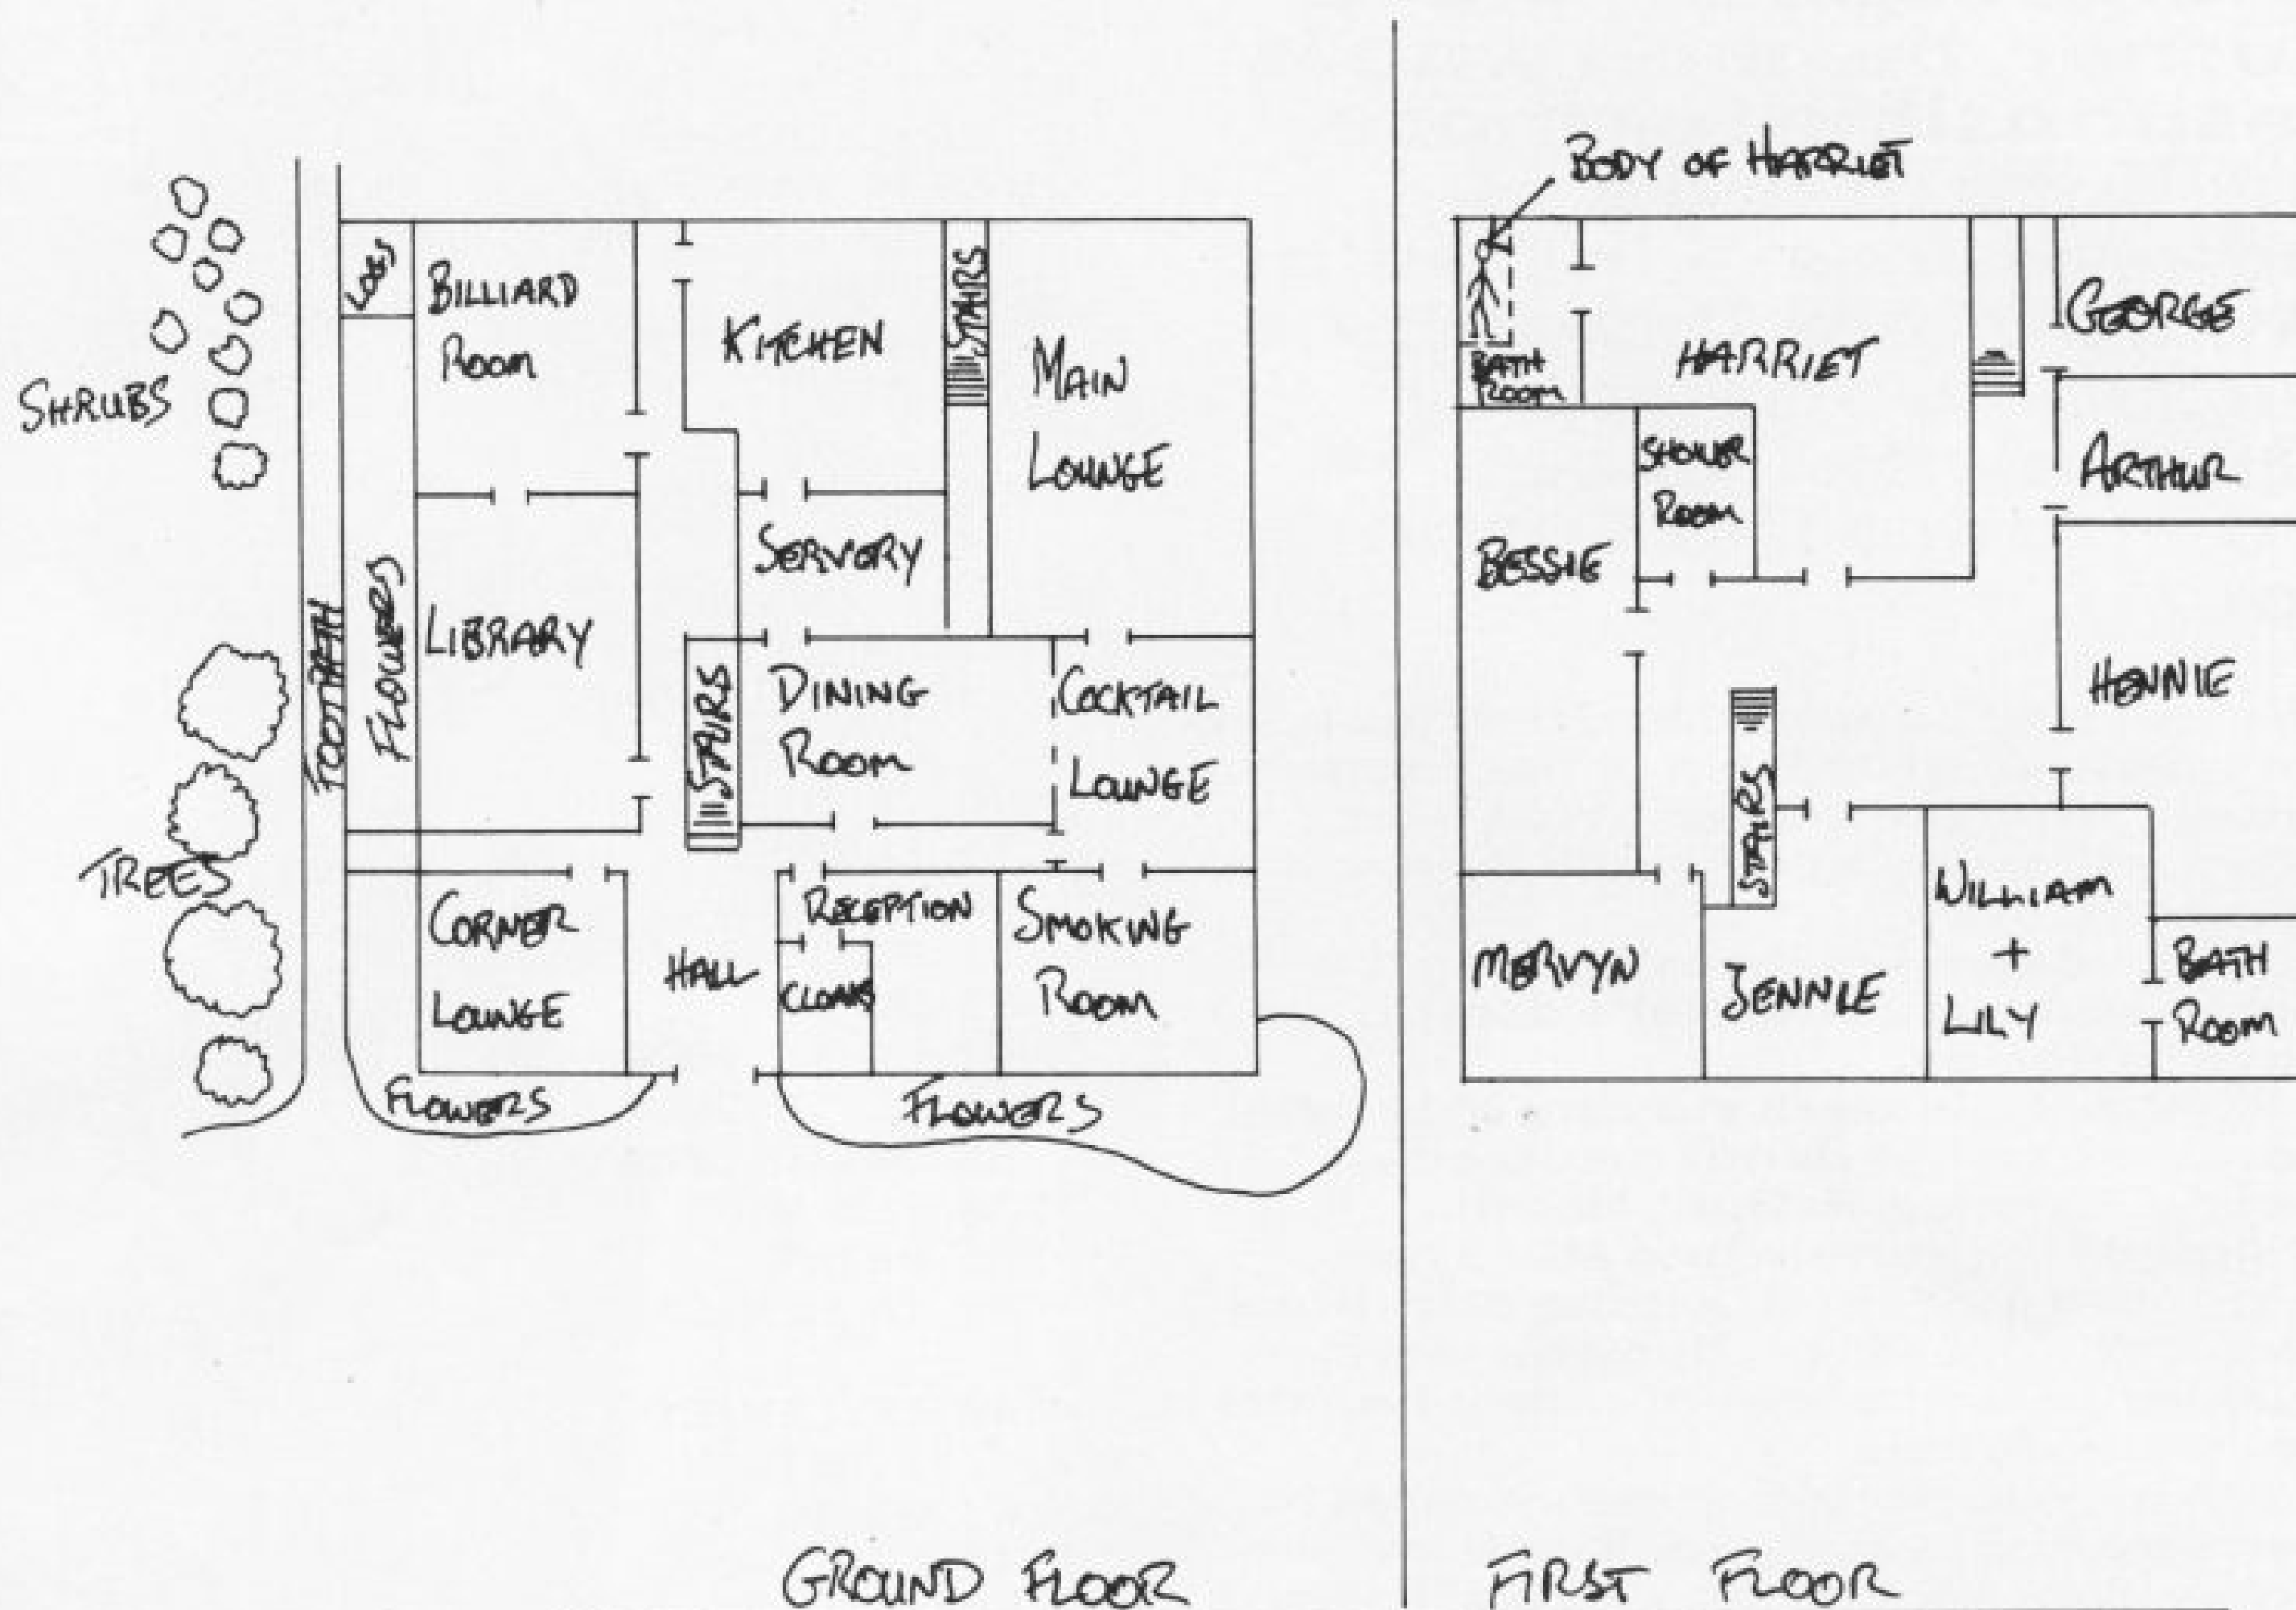 BODY OF HARRIET
LOGS
BILLIARD
ROOM
KITCHEN
STAIRS
MAIN
LOUNGE
SHRUBS
SERVERY
FOOTPATH
FLOWERS
LIBRARY
STAIRS
DINING
ROOM
COCKTAIL
LOUNGE
TREES
CORNER
LOUNGE
HALL
RECEPTION
CLOAKS
SMOKING
ROOM
FLOWERS
FLOWERS
GROUND FLOOR
BATH
ROOM
HARRIET
GEORGE
SHOWER
ROOM
ARTHUR
BESSIE
HENNIE
STAIRS
MERVYN
JENNIE
WILLIAM
+
LILY
BATH
ROOM
FIRST FLOOR